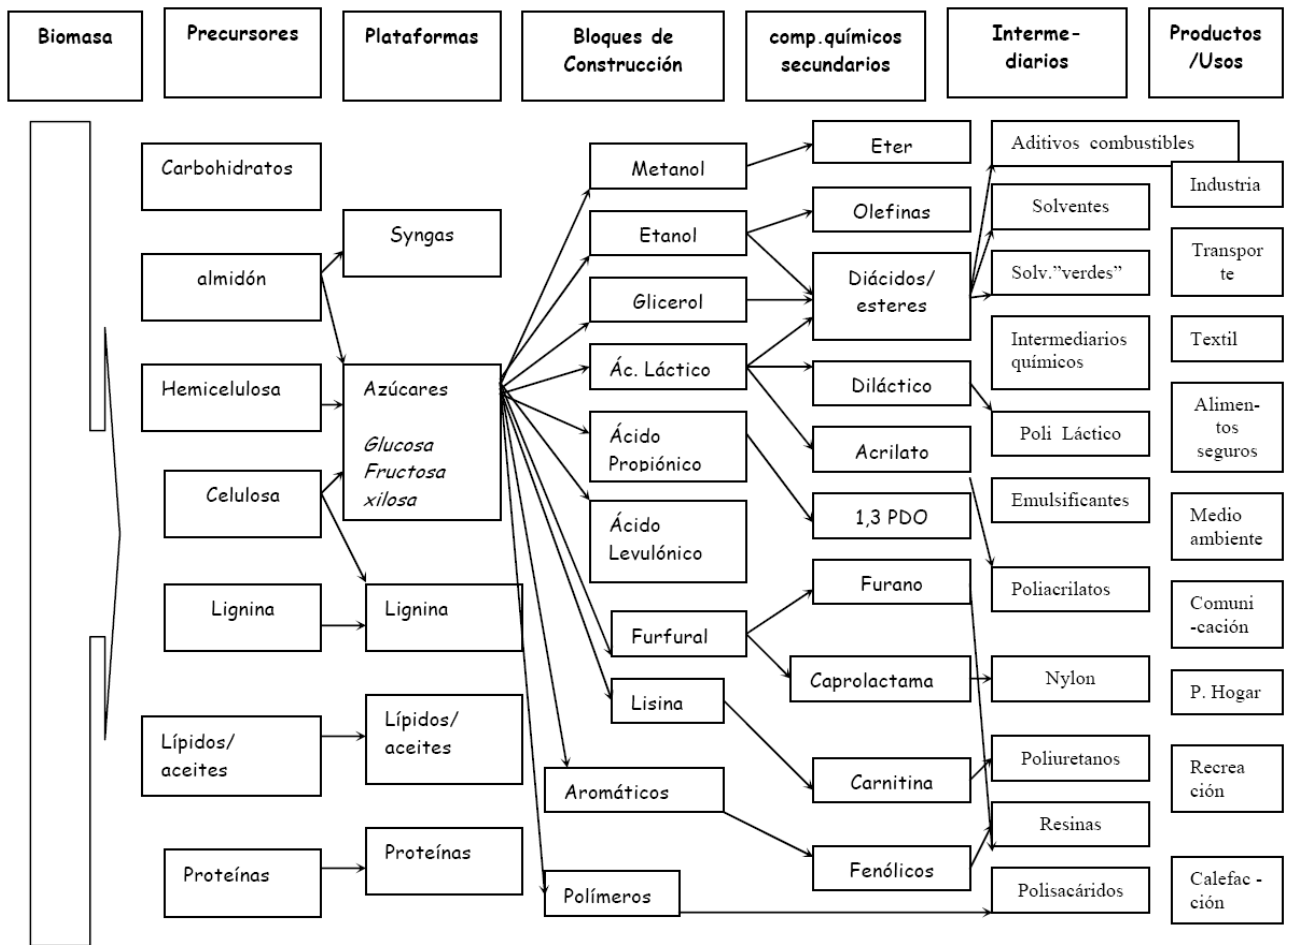 Biomasa
Precursores
Plataformas
Bloques de
Construcción
comp.químicos
secundarios
Interme-
diarios
Productos
/Usos
Carbohidratos
almidón
Hemicelulosa
Celulosa
Lignina
Lípidos/
aceites
Proteínas
Syngas
Azúcares
Glucosa
Fructosa
xilosa
Lignina
Lípidos/
aceites
Proteínas
Metanol
Etanol
Glicerol
Ác. Láctico
Ácido
Propiónico
Ácido
Levulónico
Furfural
Lisina
Aromáticos
Polímeros
Eter
Olefinas
Diácidos/
esteres
Diláctico
Acrilato
1,3 PDO
Furano
Caprolactama
Carnitina
Fenólicos
Aditivos combustibles
Solventes
Solv.”verdes”
Intermediarios
químicos
Poli Láctico
Emulsificantes
Poliacrilatos
Nylon
Poliuretanos
Resinas
Polisacáridos
Industria
Transpor
te
Textil
Alimen-
tos
seguros
Medio
ambiente
Comuni
-cación
P. Hogar
Recrea
ción
Calefac -
ción